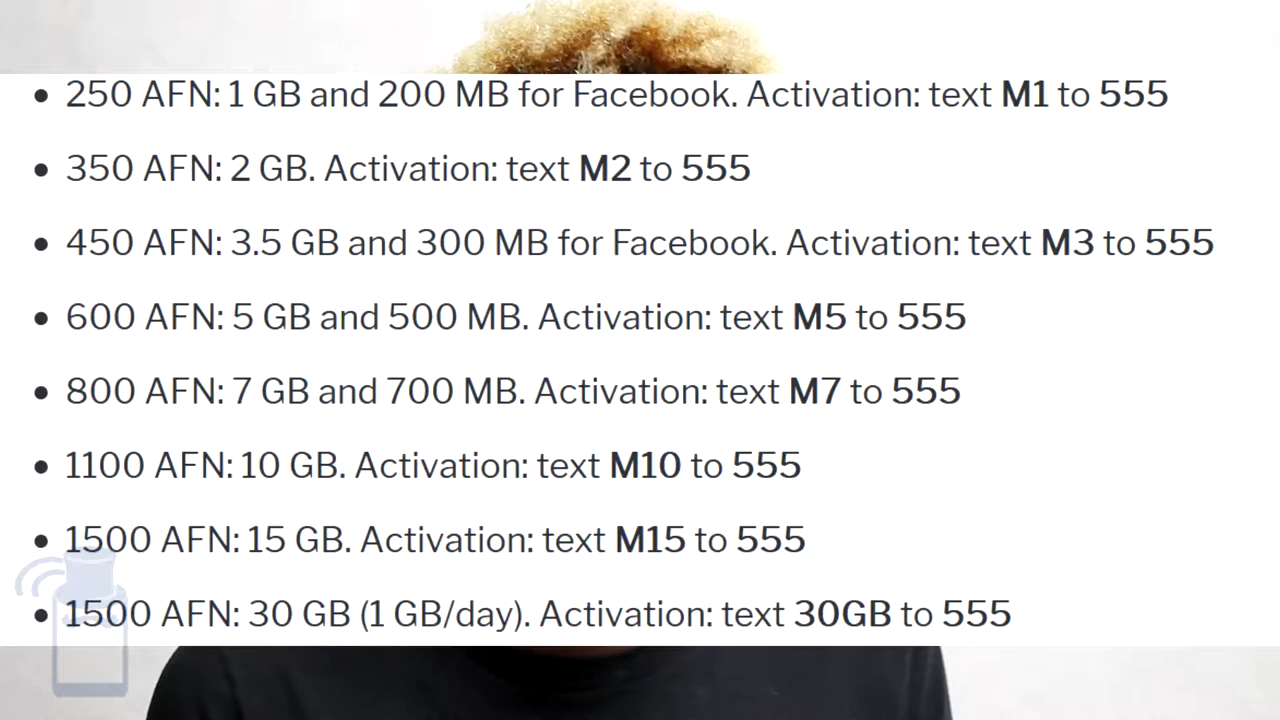 • 250 AFN: 1 GB and 200 MB for Facebook. Activation: text M1 to 555
• 350 AFN: 2 GB. Activation: text M2 to 555
• 450 AFN: 3.5 GB and 300 MB for Facebook. Activation: text M3 to 555
• 600 AFN: 5 GB and 500 MB. Activation: text M5 to 555
• 800 AFN: 7 GB and 700 MB. Activation: text M7 to 555
• 1100 AFN: 10 GB. Activation: text M10 to 555
• 1500 AFN: 15 GB. Activation: text M15 to 555
• 1500 AFN: 30 GB (1 GB/day). Activation: text 30GB to 555